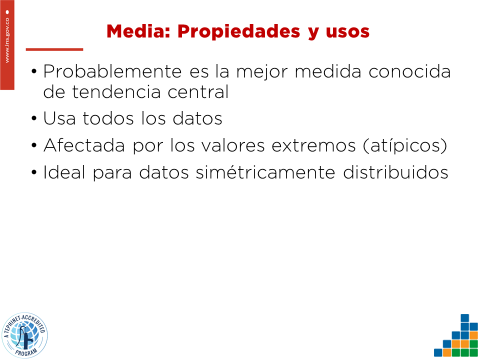 www.ins.gov.co
Media: Propiedades y usos
• Probablemente es la mejor medida conocida
de tendencia central
• Usa todos los datos
• Afectada por los valores extremos (atípicos)
• Ideal para datos simétricamente distribuidos
A TEPHINET ACCREDITED
PROGRAM